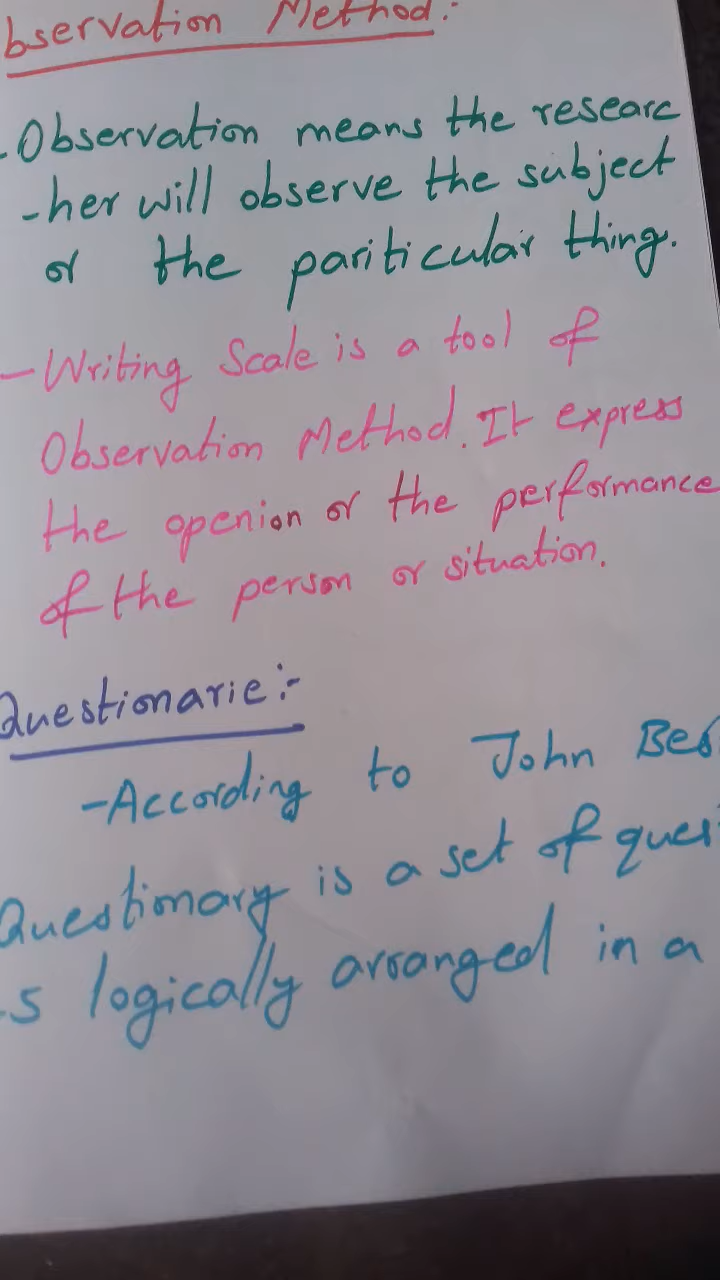 bservation Method:-
-Observation means the researc
-her will observe the subject
or the pariticular thing.
-Writing Scale is a tool of
Observation Method. It express
the openion or the performance
of the person or situation.
Questionarie:-
-According to John Bes
Questionary is a set of ques
-s logically arranged in a